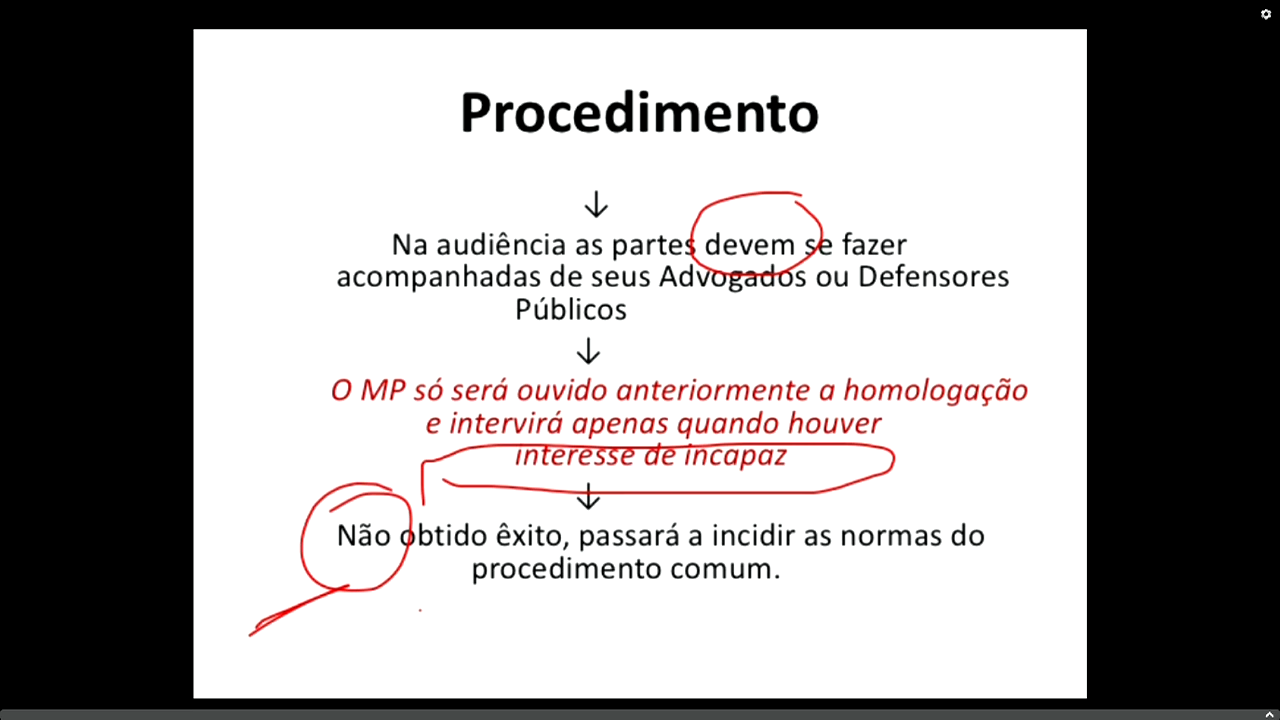 Procedimento
↓
Na audiência as partes devem se fazer
acompanhadas de seus Advogados ou Defensores
Públicos
↓
O MP só será ouvido anteriormente a homologação
e intervirá apenas quando houver
interesse de incapaz
↓
Não obtido êxito, passará a incidir as normas do
procedimento comum.